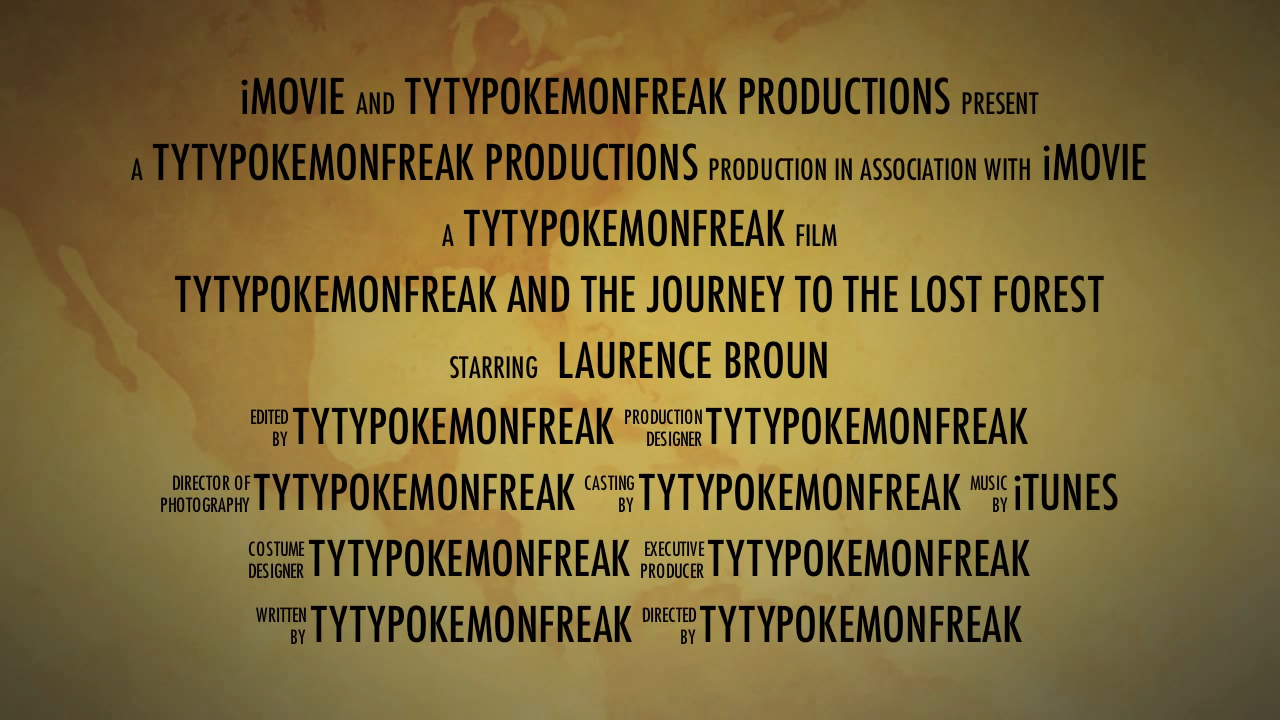 iMOVIE AND TYTYPOKEMONFREAK PRODUCTIONS PRESENT
A TYTYPOKEMONFREAK PRODUCTIONS PRODUCTION IN ASSOCIATION WITH iMOVIE
A TYTYPOKEMONFREAK FILM
TYTYPOKEMONFREAK AND THE JOURNEY TO THE LOST FOREST
STARRING LAURENCE BROUN
EDITED BY TYTYPOKEMONFREAK PRODUCTION DESIGNER TYTYPOKEMONFREAK
DIRECTOR OF PHOTOGRAPHY TYTYPOKEMONFREAK CASTING BY TYTYPOKEMONFREAK MUSIC BY iTUNES
COSTUME DESIGNER TYTYPOKEMONFREAK EXECUTIVE PRODUCER TYTYPOKEMONFREAK
WRITTEN BY TYTYPOKEMONFREAK DIRECTED BY TYTYPOKEMONFREAK